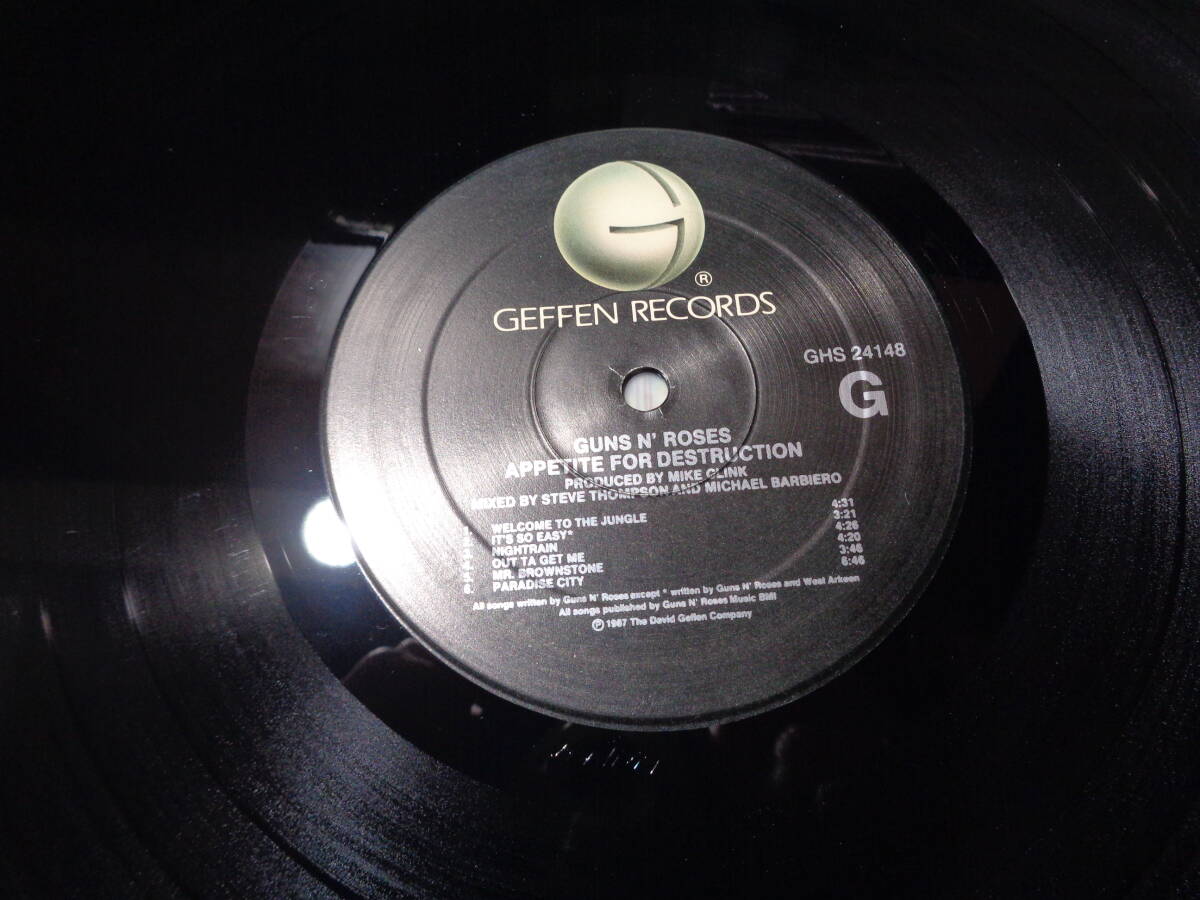 ®
GEFFEN RECORDS
GHS 24148
G
GUNS N' ROSES
APPETITE FOR DESTRUCTION
PRODUCED BY MIKE CLINK
MIXED BY STEVE THOMPSON AND MICHAEL BARBIERO
WELCOME TO THE JUNGLE 4:31
IT'S SO EASY* 3:21
NIGHTRAIN 4:26
OUT TA GET ME 4:20
MR. BROWNSTONE 3:46
PARADISE CITY 6:46
All songs written by Guns N' Roses except * written by Guns N' Roses and West Arkeen
All songs published by Guns N' Roses Music BMI
℗ 1987 The David Geffen Company